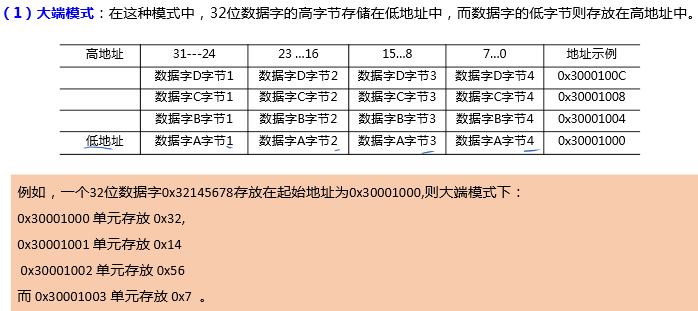 （1）大端模式：在这种模式中，32位数据字的高字节存储在低地址中，而数据字的低字节则存放在高地址中。
高地址 31---24 23 ...16 15...8 7...0 地址示例
数据字D字节1 数据字D字节2 数据字D字节3 数据字D字节4 0x3000100C
数据字C字节1 数据字C字节2 数据字C字节3 数据字C字节4 0x30001008
数据字B字节1 数据字B字节2 数据字B字节3 数据字B字节4 0x30001004
低地址 数据字A字节1 数据字A字节2 数据字A字节3 数据字A字节4 0x30001000
例如，一个32位数据字0x32145678存放在起始地址为0x30001000,则大端模式下：
0x30001000 单元存放 0x32,
0x30001001 单元存放 0x14
0x30001002 单元存放 0x56
而 0x30001003 单元存放 0x7 。